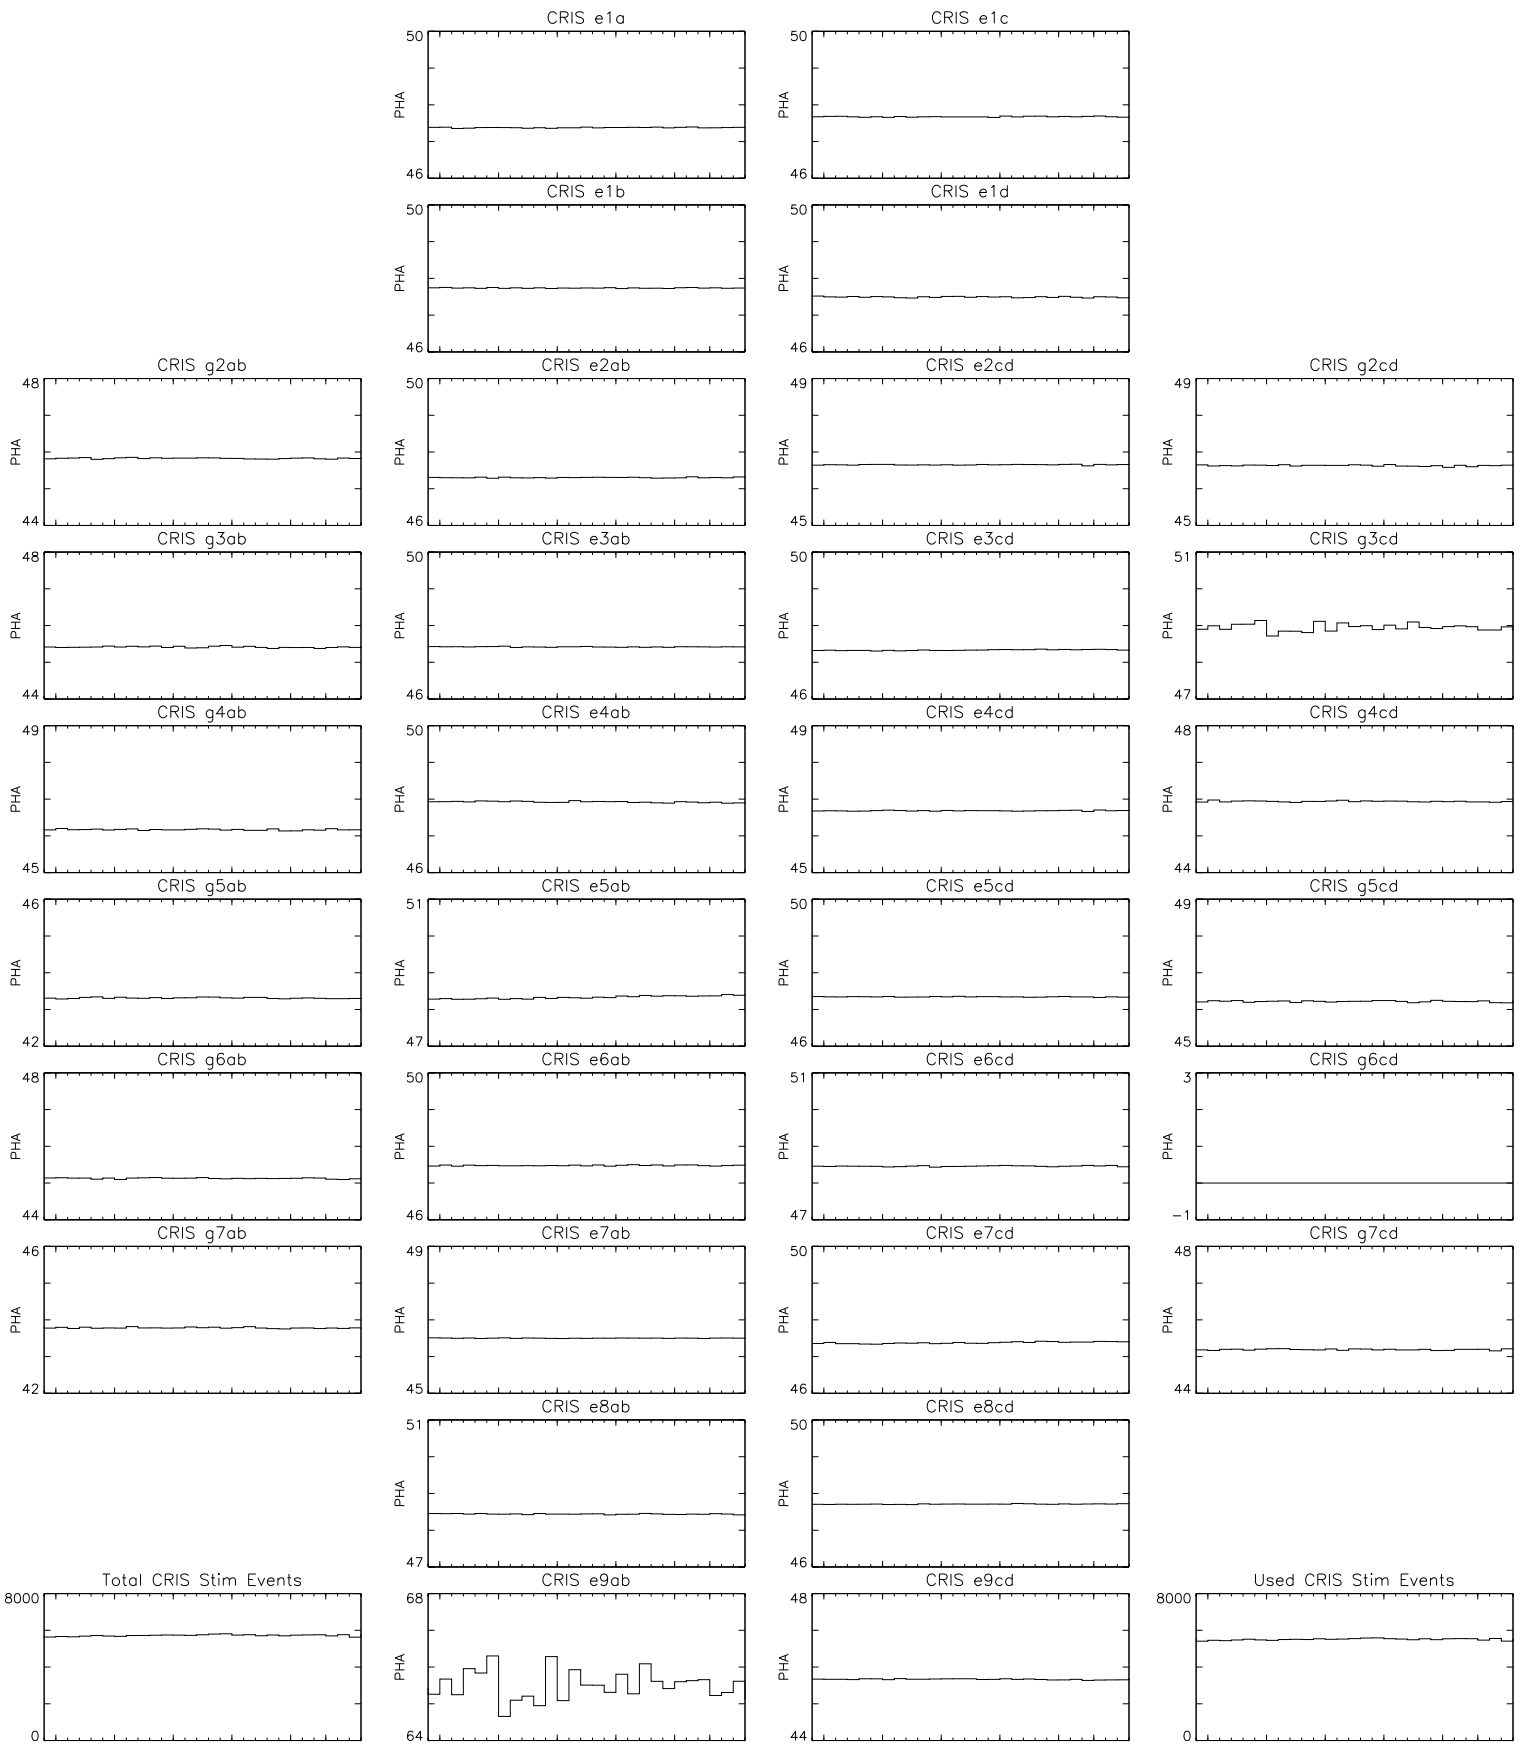 CRIS e1a
50
PHA
46
CRIS e1c
50
PHA
46
CRIS e1b
50
PHA
46
CRIS e1d
50
PHA
46
CRIS g2ab
48
PHA
44
CRIS e2ab
50
PHA
46
CRIS e2cd
49
PHA
45
CRIS g2cd
49
PHA
45
CRIS g3ab
48
PHA
44
CRIS e3ab
50
PHA
46
CRIS e3cd
50
PHA
46
CRIS g3cd
51
PHA
47
CRIS g4ab
49
PHA
45
CRIS e4ab
50
PHA
46
CRIS e4cd
49
PHA
45
CRIS g4cd
48
PHA
44
CRIS g5ab
46
PHA
42
CRIS e5ab
51
PHA
47
CRIS e5cd
50
PHA
46
CRIS g5cd
49
PHA
45
CRIS g6ab
48
PHA
44
CRIS e6ab
50
PHA
46
CRIS e6cd
51
PHA
47
CRIS g6cd
3
PHA
-1
CRIS g7ab
46
PHA
42
CRIS e7ab
49
PHA
45
CRIS e7cd
50
PHA
46
CRIS g7cd
48
PHA
44
CRIS e8ab
51
PHA
47
CRIS e8cd
50
PHA
46
Total CRIS Stim Events
8000
0
CRIS e9ab
68
PHA
64
CRIS e9cd
48
PHA
44
Used CRIS Stim Events
8000
0